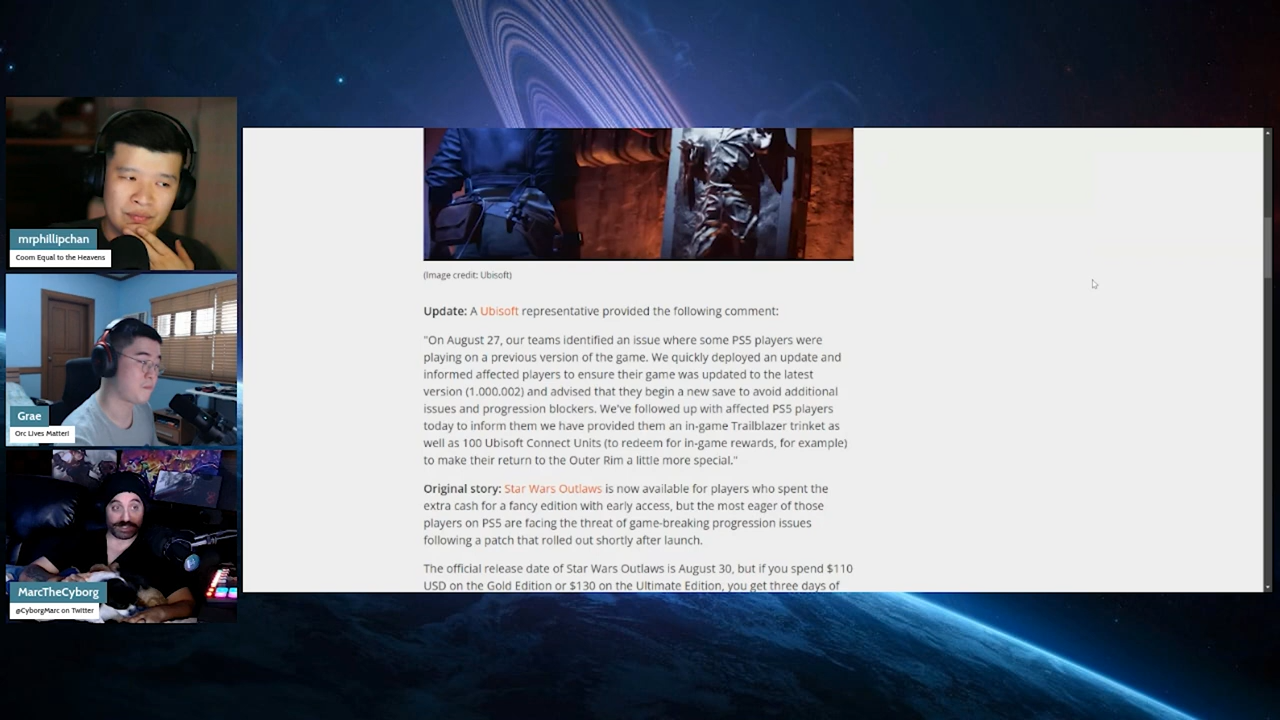 mrphillipchan
Coom Equal to the Heavens
Grae
Orc Lives Matter!
MarcTheCyborg
@CyborgMarc on Twitter
(Image credit: Ubisoft)
Update: A Ubisoft representative provided the following comment:
"On August 27, our teams identified an issue where some PS5 players were
playing on a previous version of the game. We quickly deployed an update and
informed affected players to ensure their game was updated to the latest
version (1.000.002) and advised that they begin a new save to avoid additional
issues and progression blockers. We've followed up with affected PS5 players
today to inform them we have provided them an in-game Trailblazer trinket as
well as 100 Ubisoft Connect Units (to redeem for in-game rewards, for example)
to make their return to the Outer Rim a little more special."
Original story: Star Wars Outlaws is now available for players who spent the
extra cash for a fancy edition with early access, but the most eager of those
players on PS5 are facing the threat of game-breaking progression issues
following a patch that rolled out shortly after launch.
The official release date of Star Wars Outlaws is August 30, but if you spend $110
USD on the Gold Edition or $130 on the Ultimate Edition, you get three days of